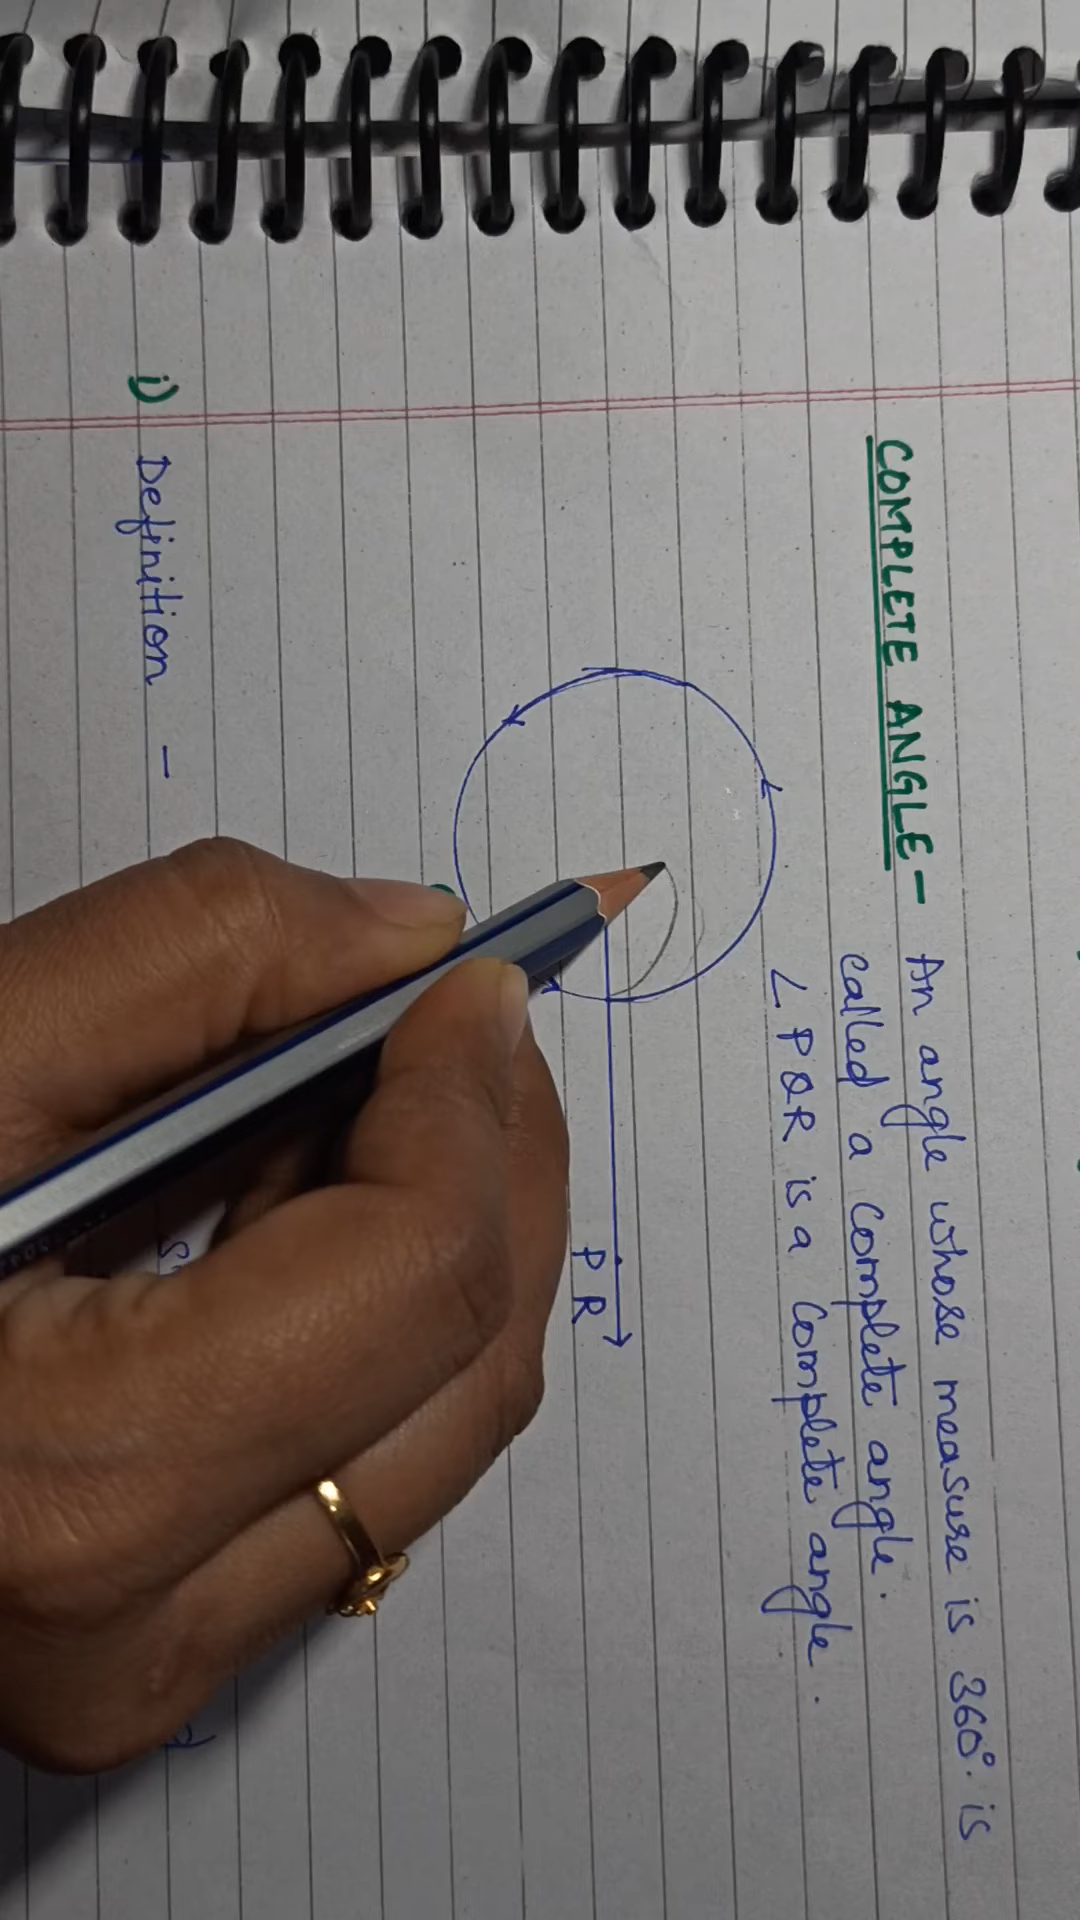 COMPLETE ANGLE - An angle whose measure is 360°. is
called a complete angle.
∠PQR is a complete angle.
P R
i) Definition -